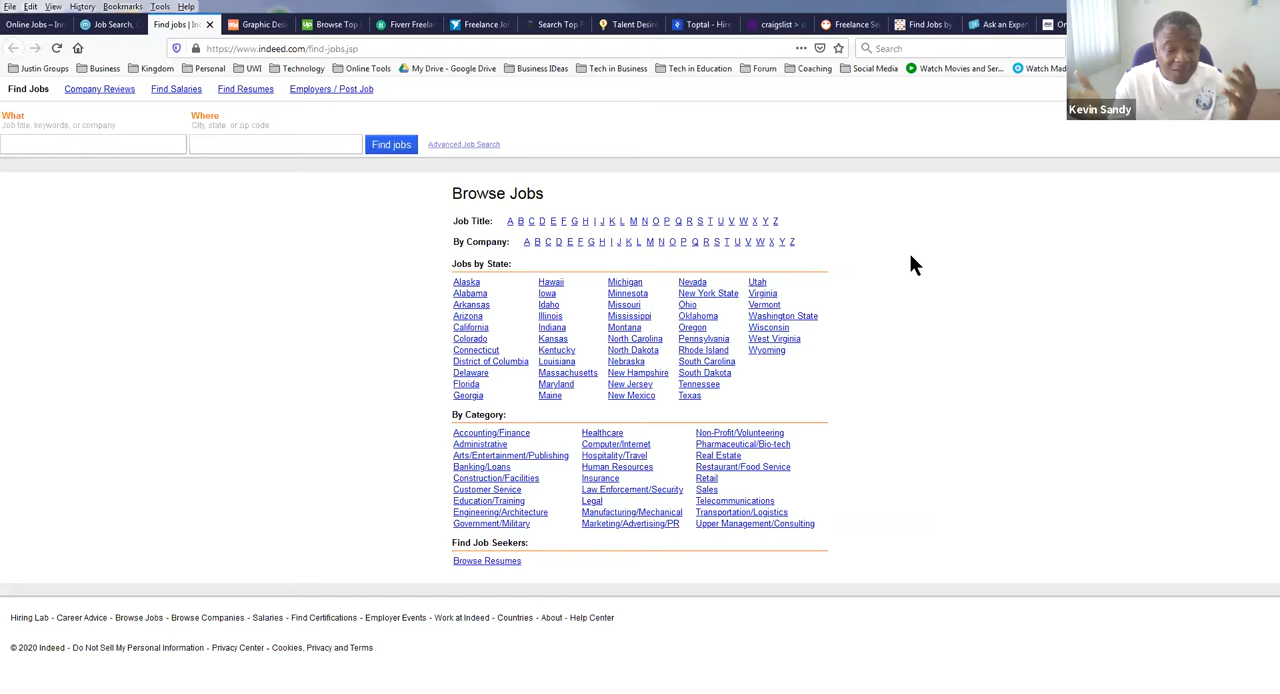 File Edit View History Bookmarks Tools Help
Online Jobs – Inn Job Search, C Find jobs | × Graphic Des Browse Top Fiverr Freelan Freelance Jo Search Top F Talent Desire Toptal - Hire craigslist > s Freelance Se Find Jobs by Ask an Exper On
https://www.indeed.com/find-jobs.jsp Search
Justin Groups Business Kingdom Personal UWI Technology Online Tools My Drive - Google Drive Business IDeas Tech in Business Tech in Education Forum Coaching Social Media Watch Movies and Ser... Watch Mad
Find Jobs Company Reviews Find Salaries Find Resumes Employers / Post Job
Kevin Sandy
What Where
Job title, keywords, or company City, state, or zip code
Find jobs Advanced Job Search
Browse Jobs
Job Title: A B C D E F G H I J K L M N O P Q R S T U V W X Y Z
By Company: A B C D E F G H I J K L M N O P Q R S T U V W X Y Z
Jobs by State:
Alaska Hawaii Michigan Nevada Utah
Alabama Iowa Minnesota New York State Virginia
Arkansas Idaho Missouri Ohio Vermont
Arizona Illinois Mississippi Oklahoma Washington State
California Indiana Montana Oregon Wisconsin
Colorado Kansas North Carolina Pennsylvania West Virginia
Connecticut Kentucky North Dakota Rhode Island Wyoming
District of Columbia Louisiana Nebraska South Carolina
Delaware Massachusetts New Hampshire South Dakota
Florida Maryland New Jersey Tennessee
Georgia Maine New Mexico Texas
By Category:
Accounting/Finance Healthcare Non-Profit/Volunteering
Administrative Computer/Internet Pharmaceutical/Bio-tech
Arts/Entertainment/Publishing Hospitality/Travel Real Estate
Banking/Loans Human Resources Restaurant/Food Service
Construction/Facilities Insurance Retail
Customer Service Law Enforcement/Security Sales
Education/Training Legal Telecommunications
Engineering/Architecture Manufacturing/Mechanical Transportation/Logistics
Government/Military Marketing/Advertising/PR Upper Management/Consulting
Find Job Seekers:
Browse Resumes
Hiring Lab - Career Advice - Browse Jobs - Browse Companies - Salaries - Find Certifications - Employer Events - Work at Indeed - Countries - About - Help Center
© 2020 Indeed - Do Not Sell My Personal Information - Privacy Center - Cookies, Privacy and Terms